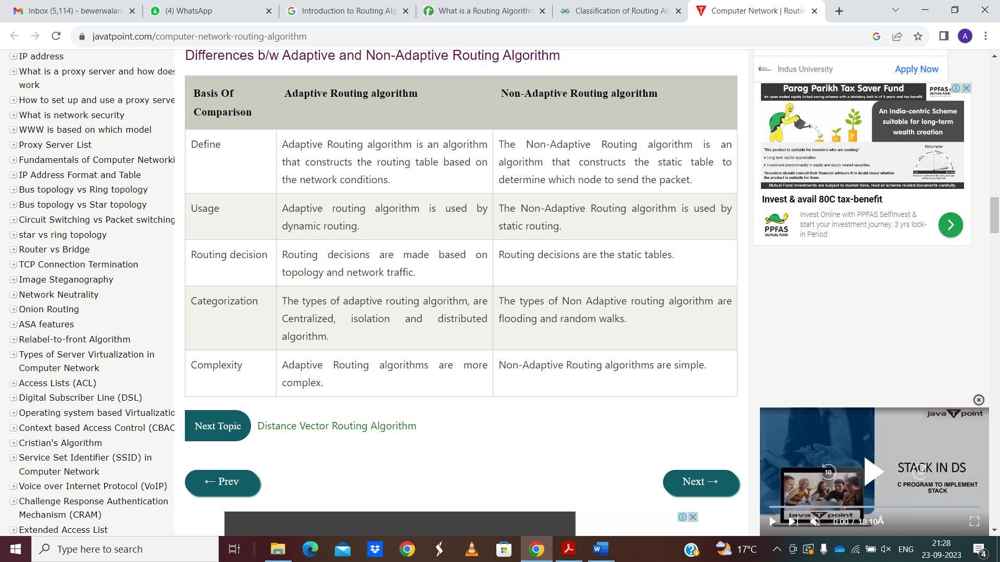 Inbox (5,114) - bewerwalan
(4) WhatsApp
Introduction to Routing Alg
What is a Routing Algorithm
Classification of Routing Al
Computer Network | Routin
javatpoint.com/computer-network-routing-algorithm
A
IP address
What is a proxy server and how does
work
How to set up and use a proxy serve
What is network security
WWW is based on which model
Proxy Server List
Fundamentals of Computer Networki
IP Address Format and Table
Bus topology vs Ring topology
Bus topology vs Star topology
Circuit Switching vs Packet switching
star vs ring topology
Router vs Bridge
TCP Connection Termination
Image Steganography
Network Neutrality
Onion Routing
ASA features
Relabel-to-front Algorithm
Types of Server Virtualization in
Computer Network
Access Lists (ACL)
Digital Subscriber Line (DSL)
Operating system based Virtualizatio
Context based Access Control (CBAC
Cristian's Algorithm
Service Set Identifier (SSID) in
Computer Network
Voice over Internet Protocol (VoIP)
Challenge Response Authentication
Mechanism (CRAM)
Extended Access List
Differences b/w Adaptive and Non-Adaptive Routing Algorithm
Basis Of
Comparison
Adaptive Routing algorithm
Non-Adaptive Routing algorithm
Define
Adaptive Routing algorithm is an algorithm
that constructs the routing table based on
the network conditions.
The Non-Adaptive Routing algorithm is an
algorithm that constructs the static table to
determine which node to send the packet.
Usage
Adaptive routing algorithm is used by
dynamic routing.
The Non-Adaptive Routing algorithm is used by
static routing.
Routing decision
Routing decisions are made based on
topology and network traffic.
Routing decisions are the static tables.
Categorization
The types of adaptive routing algorithm, are
Centralized, isolation and distributed
algorithm.
The types of Non Adaptive routing algorithm are
flooding and random walks.
Complexity
Adaptive Routing algorithms are more
complex.
Non-Adaptive Routing algorithms are simple.
Next Topic
Distance Vector Routing Algorithm
← Prev
Next →
Indus University
Apply Now
Parag Parikh Tax Saver Fund
An open ended equity linked saving scheme with a statutory lock in of 3 years and tax benefit.
PPFAS
MUTUAL FUND
An India-centric Scheme
suitable for long-term
wealth creation
This product is suitable for investors who are seeking*
• Long term capital appreciation
• Investment predominantly in equity and equity related securities.
*Investors should consult their financial advisers if in doubt about whether
the product is suitable for them.
Riskometer
Mutual Fund investments are subject to market risks, read all scheme related documents carefully.
Invest & avail 80C tax-benefit
PPFAS
MUTUAL FUND
Invest Online with PPFAS SelfInvest &
start your investment journey. 3 yrs lock-
in Period
java T point
STACK IN DS
C PROGRAM TO IMPLEMENT
STACK
10
10
java T point
0:00 / 18:10Â
Type here to search
17°C
ENG
21:28
23-09-2023
4